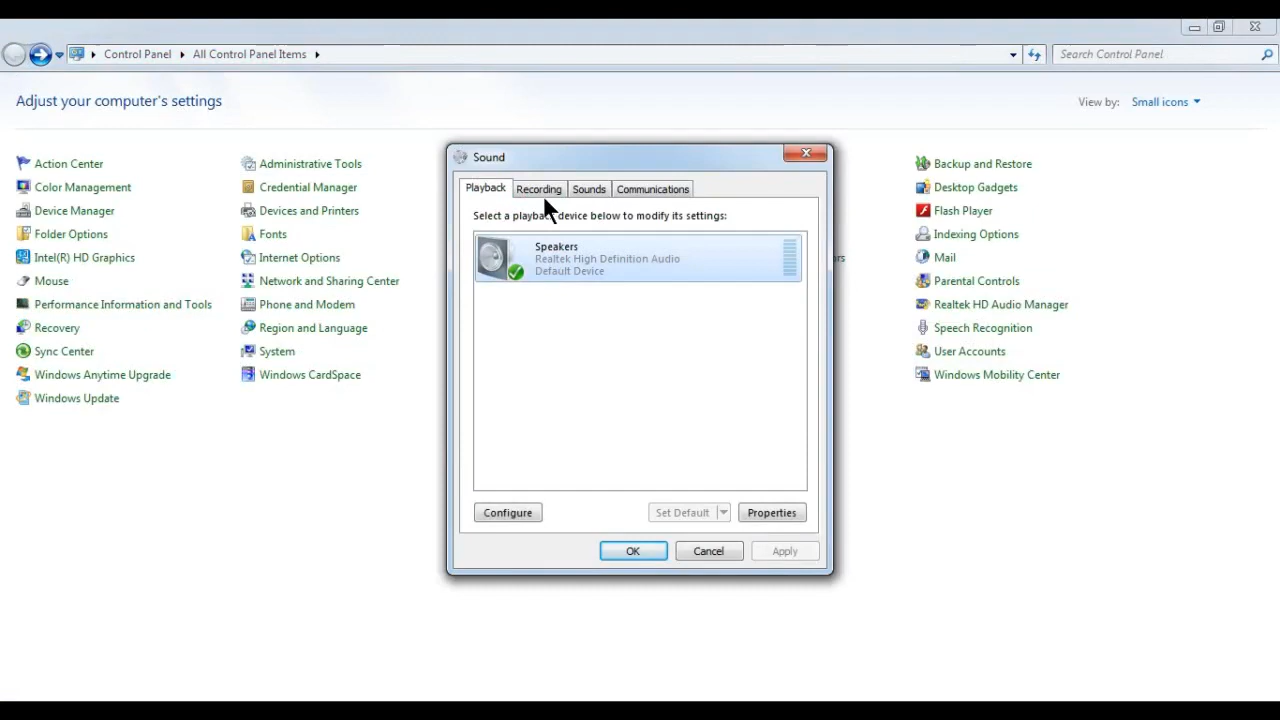 Control Panel
All Control Panel Items
Search Control Panel
Adjust your computer's settings
View by: Small icons
Action Center
Color Management
Device Manager
Folder Options
Intel(R) HD Graphics
Mouse
Performance Information and Tools
Recovery
Sync Center
Windows Anytime Upgrade
Windows Update
Administrative Tools
Credential Manager
Devices and Printers
Fonts
Internet Options
Network and Sharing Center
Phone and Modem
Region and Language
System
Windows CardSpace
Sound
Playback Recording Sounds Communications
Select a playback device below to modify its settings:
Speakers
Realtek High Definition Audio
Default Device
Configure Set Default Properties
OK Cancel Apply
Backup and Restore
Desktop Gadgets
Flash Player
Indexing Options
Mail
Parental Controls
Realtek HD Audio Manager
Speech Recognition
User Accounts
Windows Mobility Center